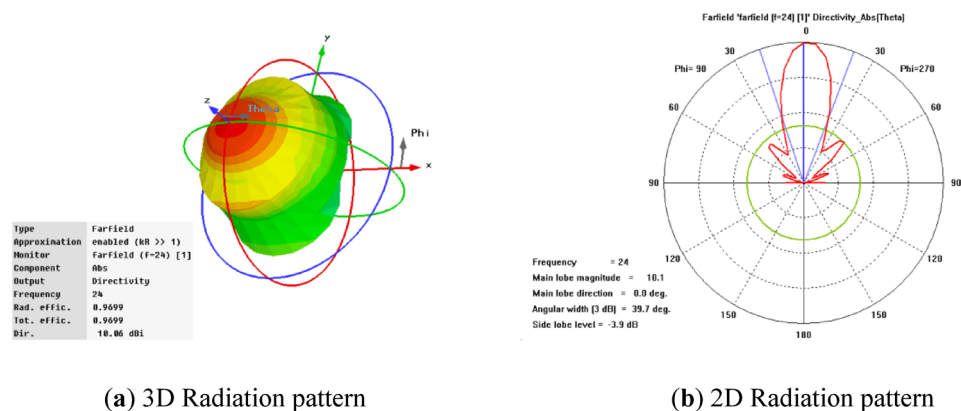 y
z
Theta
Phi
x
Type Farfield
Approximation enabled (kR >> 1)
Monitor Farfield (f=24) [1]
Component Abs
Output Directivity
Frequency 24
Rad. effic. 0.9699
Tot. effic. 0.9699
Dir. 10.06 dBi
(a) 3D Radiation pattern
Farfield 'farfield (f=24) [1]' Directivity_Abs(Theta)
0
30 30
Phi= 90 Phi=270
60 60
90 90
120 120
150 150
180
Frequency = 24
Main lobe magnitude = 10.1
Main lobe direction = 0.0 deg.
Angular width (3 dB) = 39.7 deg.
Side lobe level = -3.9 dB
(b) 2D Radiation pattern